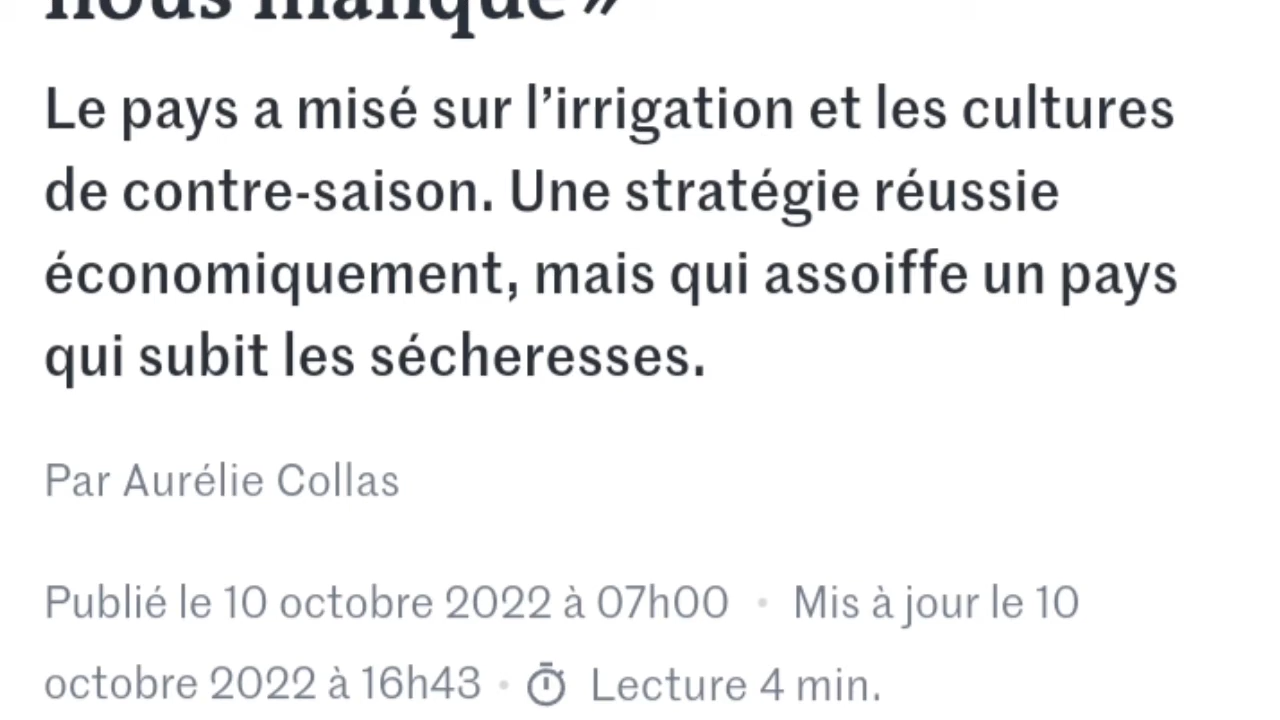 nous manque »
Le pays a misé sur l’irrigation et les cultures
de contre-saison. Une stratégie réussie
économiquement, mais qui assoiffe un pays
qui subit les sécheresses.
Par Aurélie Collas
Publié le 10 octobre 2022 à 07h00 • Mis à jour le 10
octobre 2022 à 16h43 • Lecture 4 min.